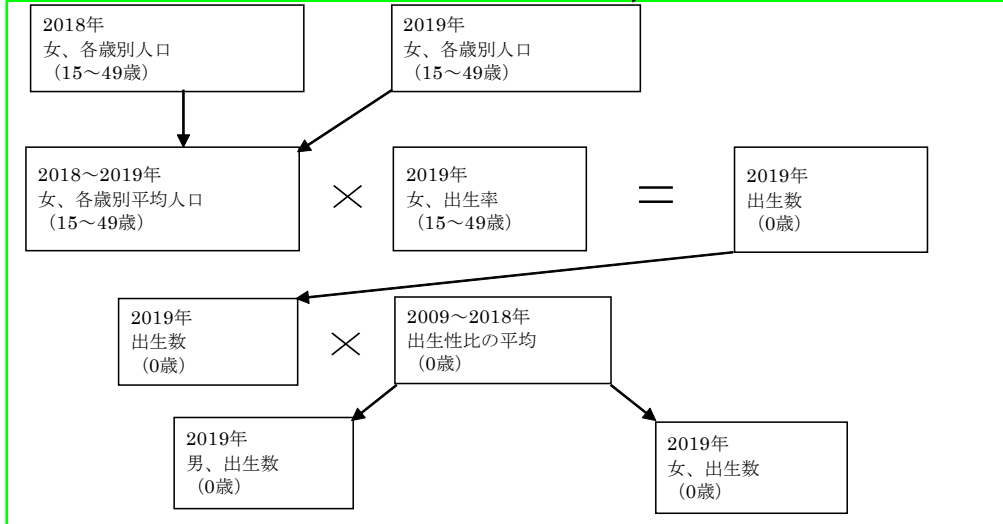 2018年
女、各歳別人口
(15～49歳)
2019年
女、各歳別人口
(15～49歳)
2018～2019年
女、各歳別平均人口
(15～49歳)
×
2019年
女、出生率
(15～49歳)
＝
2019年
出生数
(0歳)
2019年
出生数
(0歳)
×
2009～2018年
出生性比の平均
(0歳)
2019年
男、出生数
(0歳)
2019年
女、出生数
(0歳)